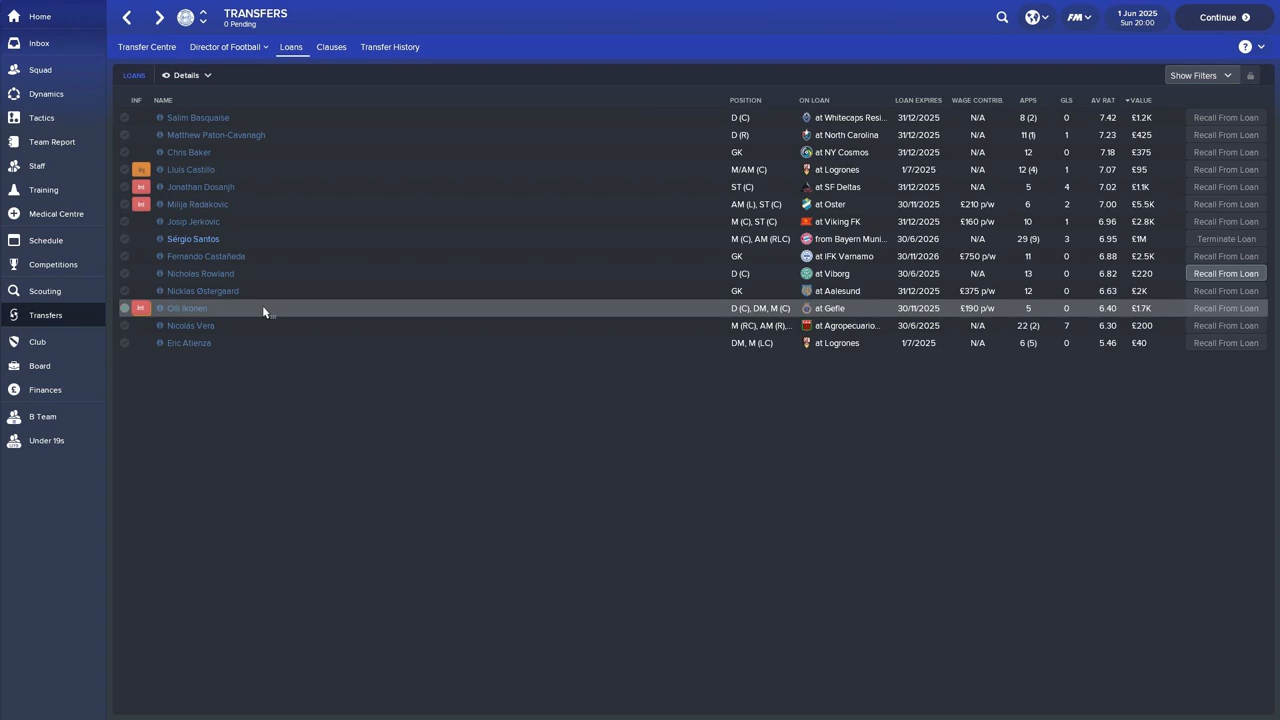 Home
Inbox
Squad
Dynamics
Tactics
Team Report
Staff
Training
Medical Centre
Schedule
Competitions
Scouting
Transfers
Club
Board
Finances
B Team
Under 19s
TRANSFERS
0 Pending
FM
1 Jun 2025
Sun 20:00
Continue
Transfer Centre Director of Football Loans Clauses Transfer History
?
LOANS Details Show Filters
INF NAME POSITION ON LOAN LOAN EXPIRES WAGE CONTRIB. APPS GLS AV RAT VALUE
Salim Basquaise D (C) at Whitecaps Resi... 31/12/2025 N/A 8 (2) 0 7.42 £1.2K Recall From Loan
Matthew Paton-Cavanagh D (R) at North Carolina 31/12/2025 N/A 11 (1) 1 7.23 £425 Recall From Loan
Chris Baker GK at NY Cosmos 31/12/2025 N/A 12 0 7.18 £375 Recall From Loan
Lluís Castillo M/AM (C) at Logrones 1/7/2025 N/A 12 (4) 1 7.07 £95 Recall From Loan
Int Jonathan Dosanjh ST (C) at SF Deltas 31/12/2025 N/A 5 4 7.02 £1.1K Recall From Loan
Int Milija Radakovic AM (L), ST (C) at Oster 30/11/2025 £210 p/w 6 2 7.00 £5.5K Recall From Loan
Josip Jerkovic M (C), ST (C) at Viking FK 31/12/2025 £160 p/w 10 1 6.96 £2.8K Recall From Loan
Sérgio Santos M (C), AM (RLC) from Bayern Muni... 30/6/2026 N/A 29 (9) 3 6.95 £1M Terminate Loan
Fernando Castañeda GK at IFK Varnamo 30/11/2026 £750 p/w 11 0 6.88 £2.5K Recall From Loan
Nicholas Rowland D (C) at Viborg 30/6/2025 N/A 13 0 6.82 £220 Recall From Loan
Nicklas Østergaard GK at Aalesund 31/12/2025 £375 p/w 12 0 6.63 £2K Recall From Loan
Int Olli Ikonen D (C), DM, M (C) at Gefle 30/11/2025 £190 p/w 5 0 6.40 £1.7K Recall From Loan
Nicolás Vera M (RC), AM (R),... at Agropecuario... 30/6/2025 N/A 22 (2) 7 6.30 £200 Recall From Loan
Eric Atienza DM, M (LC) at Logrones 1/7/2025 N/A 6 (5) 0 5.46 £40 Recall From Loan